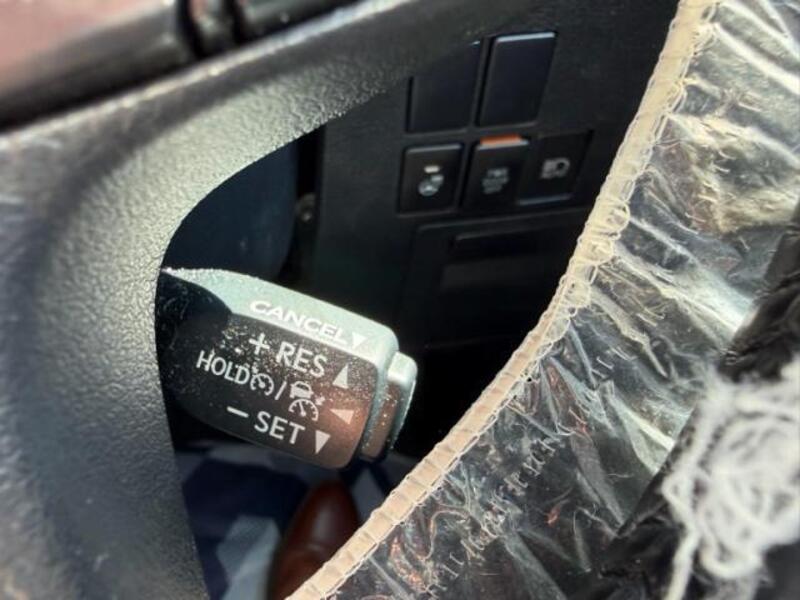 CANCEL
+ RES
HOLD /
− SET